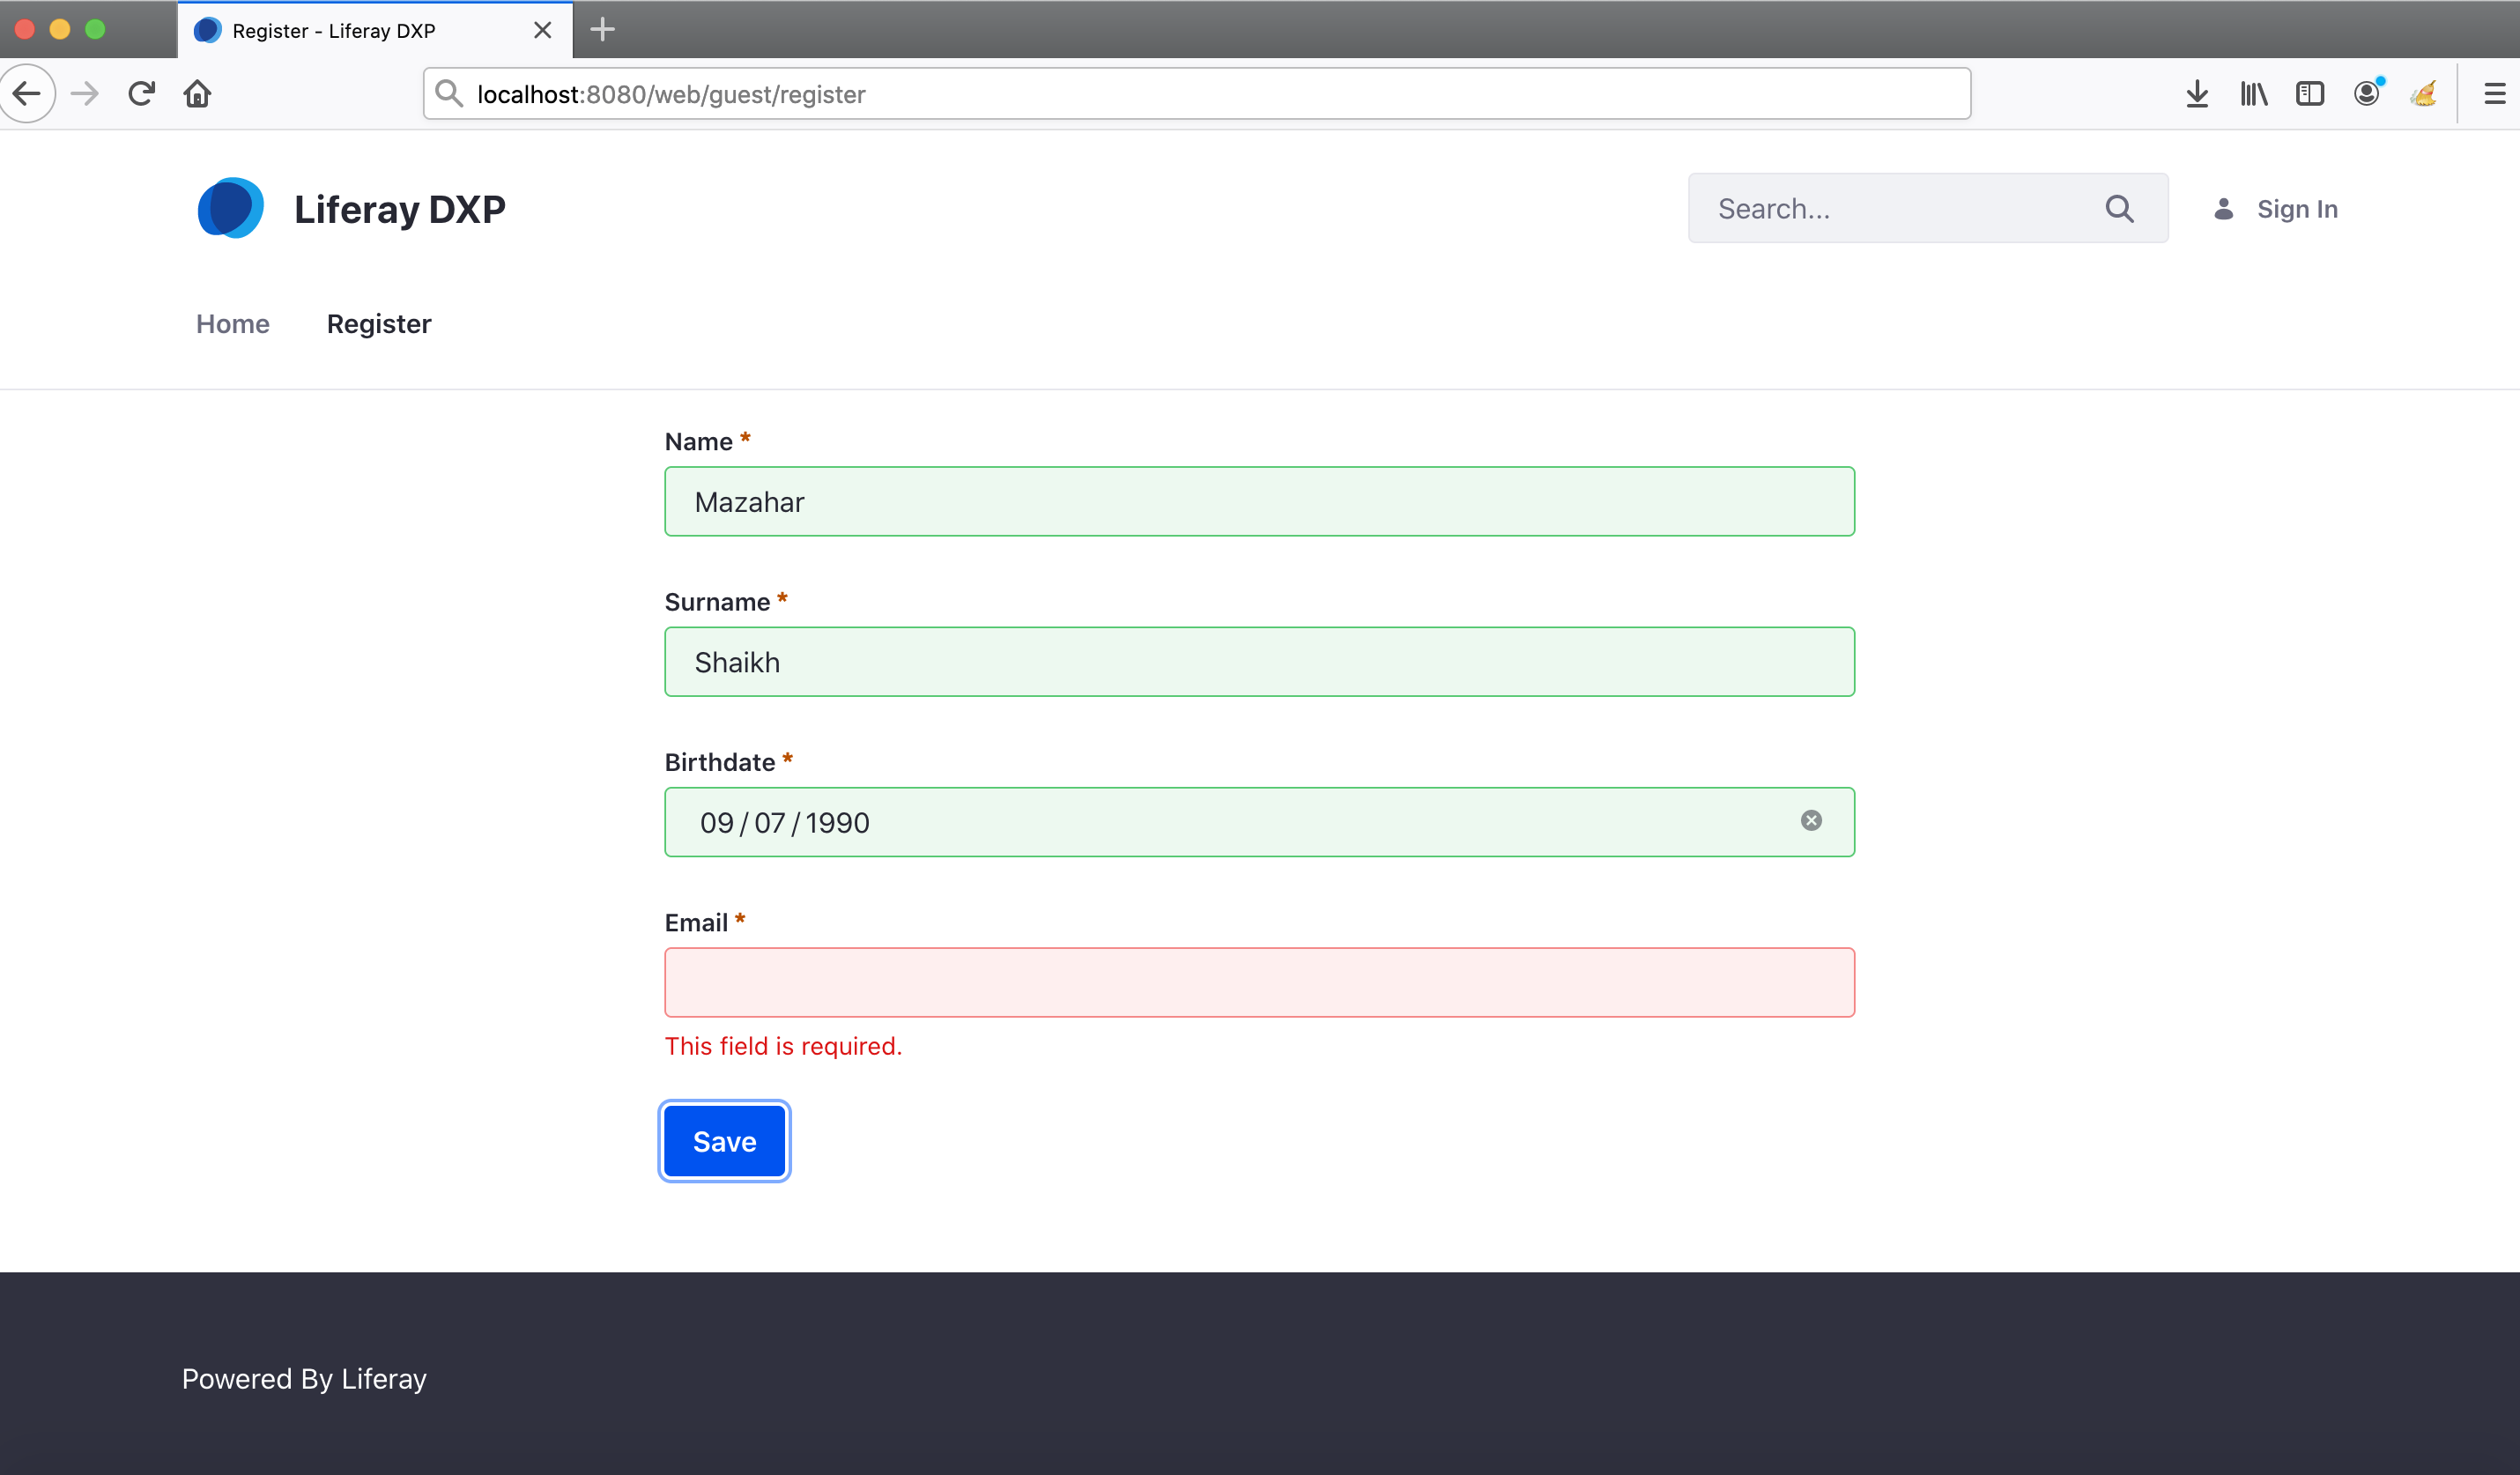 Register - Liferay DXP
localhost:8080/web/guest/register
Liferay DXP
Search...
Sign In
Home
Register
Name *
Mazahar
Surname *
Shaikh
Birthdate *
09/07/1990
Email *
This field is required.
Save
Powered By Liferay